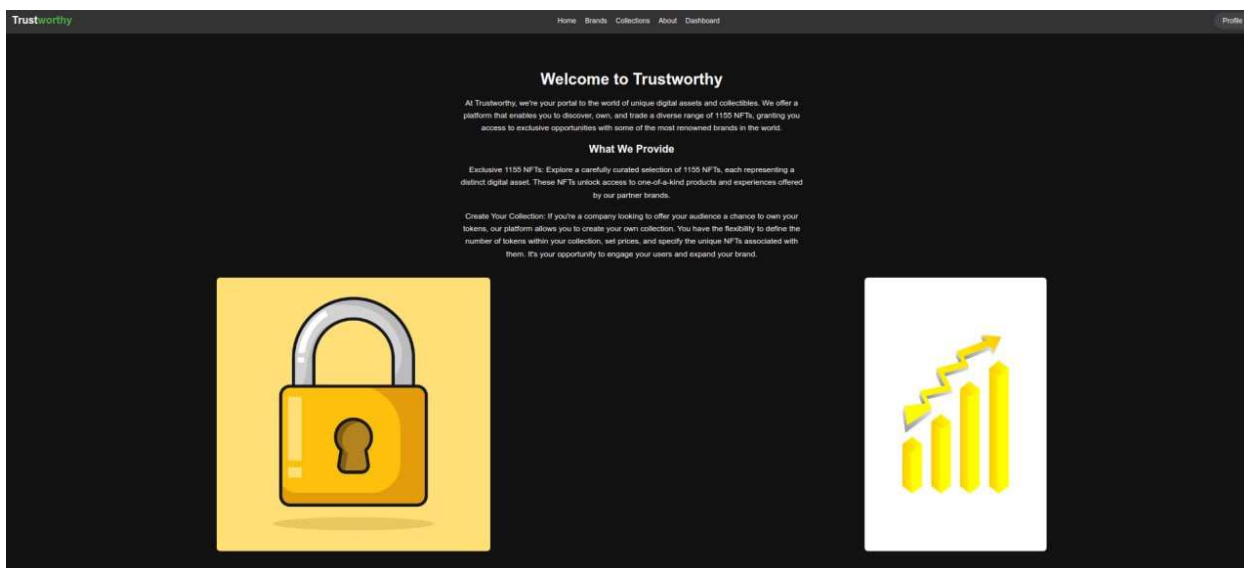 Trustworthy
Home Brands Collections About Dashboard
Profile
Welcome to Trustworthy
At Trustworthy, we're your portal to the world of unique digital assets and collectibles. We offer a
platform that enables you to discover, own, and trade a diverse range of 1155 NFTs, granting you
access to exclusive opportunities with some of the most renowned brands in the world.
What We Provide
Exclusive 1155 NFTs: Explore a carefully curated selection of 1155 NFTs, each representing a
distinct digital asset. These NFTs unlock access to one-of-a-kind products and experiences offered
by our partner brands.
Create Your Collection: If you're a company looking to offer your audience a chance to own your
tokens, our platform allows you to create your own collection. You have the flexibility to define the
number of tokens within your collection, set prices, and specify the unique NFTs associated with
them. It's your opportunity to engage your users and expand your brand.